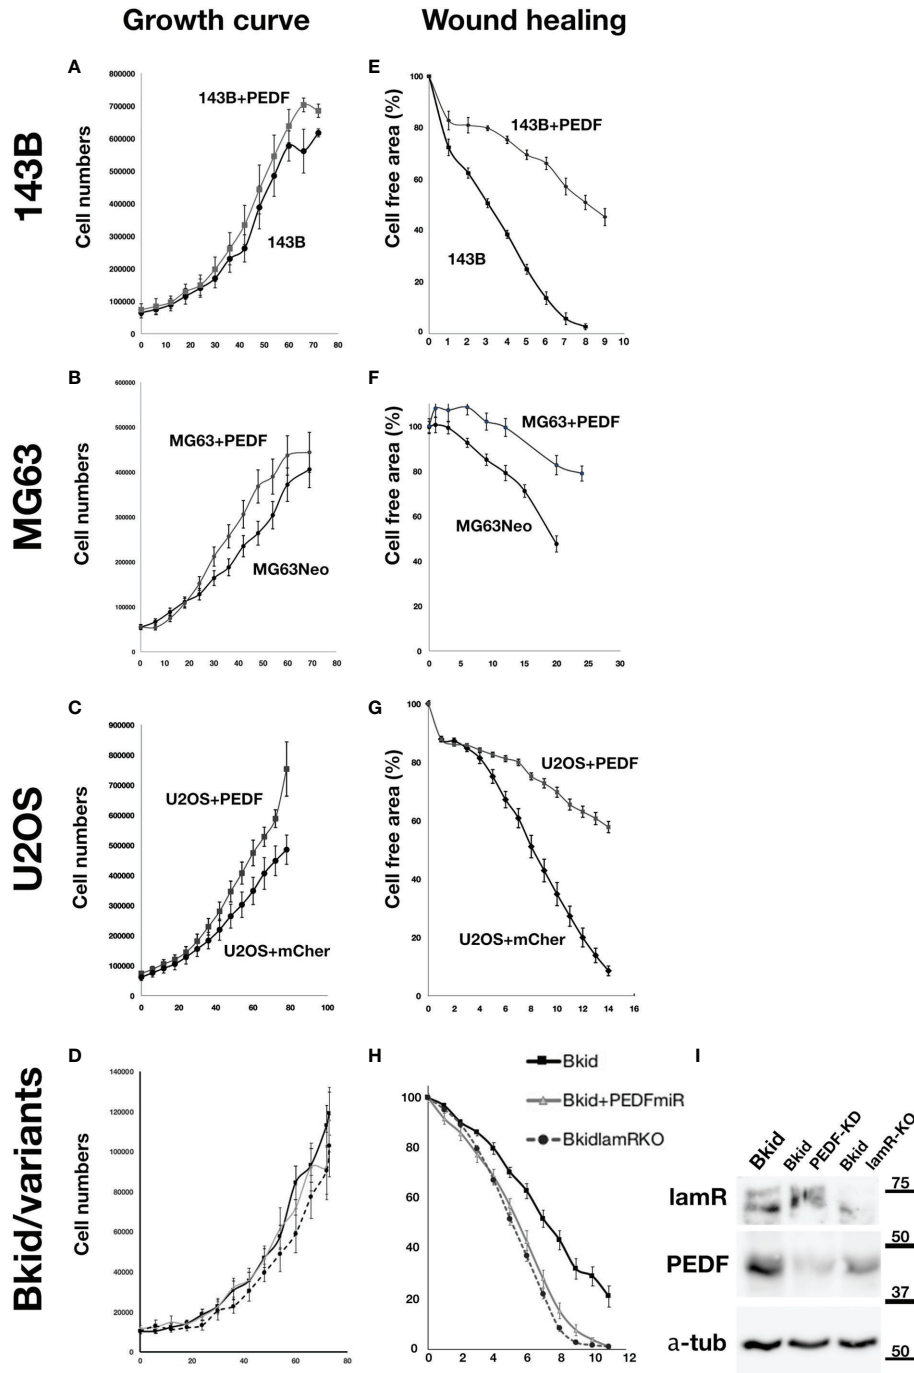 Growth curve
Wound healing
143B
A
Cell numbers
800000
700000
600000
500000
400000
300000
200000
100000
0
0 10 20 30 40 50 60 70 80
143B+PEDF
143B
E
Cell free area (%)
100
80
60
40
20
0
0 1 2 3 4 5 6 7 8 9 10
143B+PEDF
143B
MG63
B
Cell numbers
600000
500000
400000
300000
200000
100000
0
0 10 20 30 40 50 60 70 80
MG63+PEDF
MG63Neo
F
Cell free area (%)
100
80
60
40
20
0
0 5 10 15 20 25 30
MG63+PEDF
MG63Neo
U2OS
C
Cell numbers
900000
800000
700000
600000
500000
400000
300000
200000
100000
0
0 20 40 60 80 100
U2OS+PEDF
U2OS+mCher
G
Cell free area (%)
100
80
60
40
20
0
0 2 4 6 8 10 12 14 16
U2OS+PEDF
U2OS+mCher
Bkid/variants
D
Cell numbers
140000
120000
100000
80000
60000
40000
20000
0
0 20 40 60 80
H
100
80
60
40
20
0
0 2 4 6 8 10 12
Bkid
Bkid+PEDFmiR
BkidlamRKO
I
Bkid
Bkid PEDF-KD
Bkid lamR-KO
lamR
75
PEDF
50
37
a-tub
50